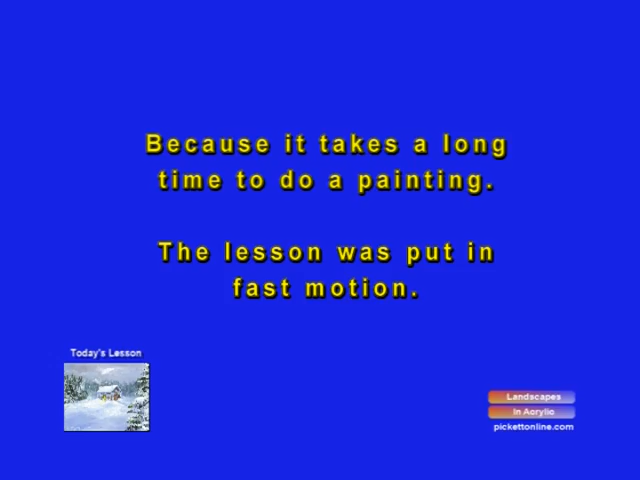 Because it takes a long
time to do a painting.
The lesson was put in
fast motion.
Today's Lesson
Landscapes
In Acrylic
pickettonline.com